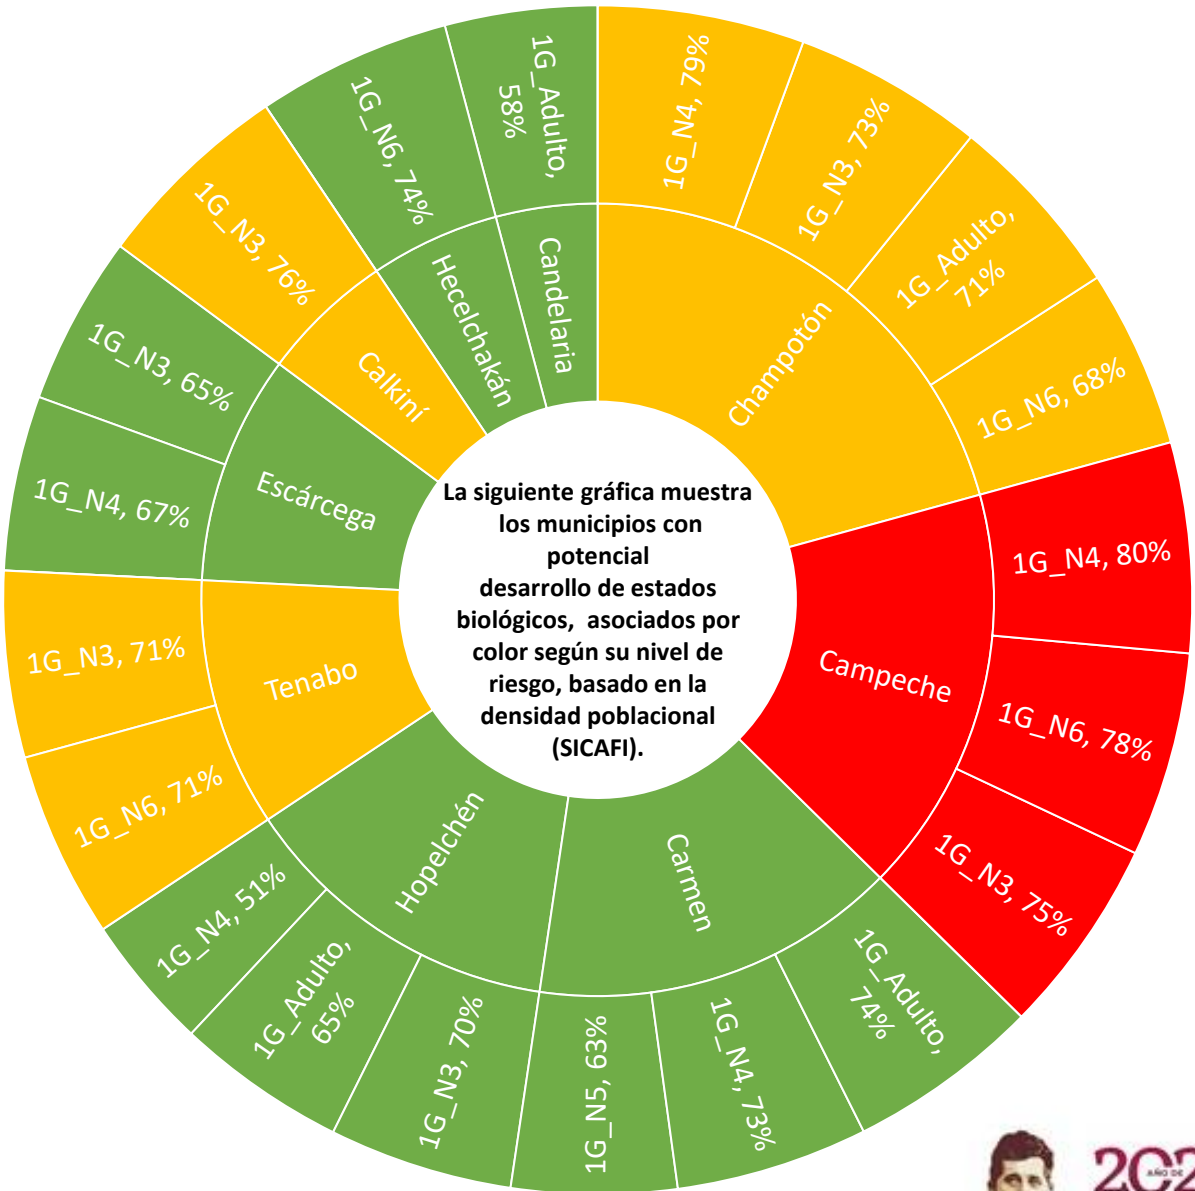 La siguiente gráfica muestra
los municipios con
potencial
desarrollo de estados
biológicos, asociados por
color según su nivel de
riesgo, basado en la
densidad poblacional
(SICAFI).
Champotón
1G_N4, 79%
1G_N3, 73%
1G_Adulto,
71%
1G_N6, 68%
Campeche
1G_N4, 80%
1G_N6, 78%
1G_N3, 75%
Carmen
1G_Adulto,
74%
1G_N4, 73%
1G_N5, 63%
Hopelchén
1G_N3, 70%
1G_Adulto,
65%
1G_N4, 51%
Tenabo
1G_N6, 71%
1G_N3, 71%
Escárcega
1G_N4, 67%
1G_N3, 65%
Calkiní
1G_N3, 76%
Hecelchakán
1G_N6, 74%
Candelaria
1G_Adulto,
58%
202
AÑO DE